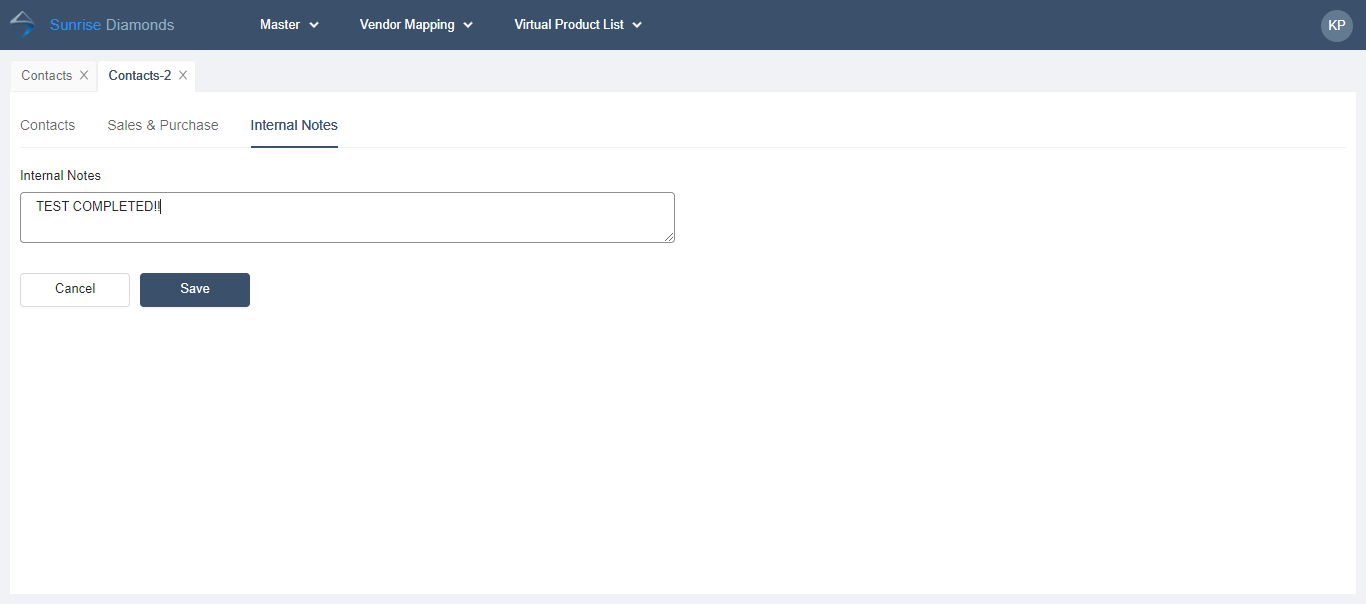 Sunrise Diamonds Master Vendor Mapping Virtual Product List KP
Contacts X Contacts-2 X
Contacts Sales & Purchase Internal Notes
Internal Notes
TEST COMPLETED!!
Cancel Save